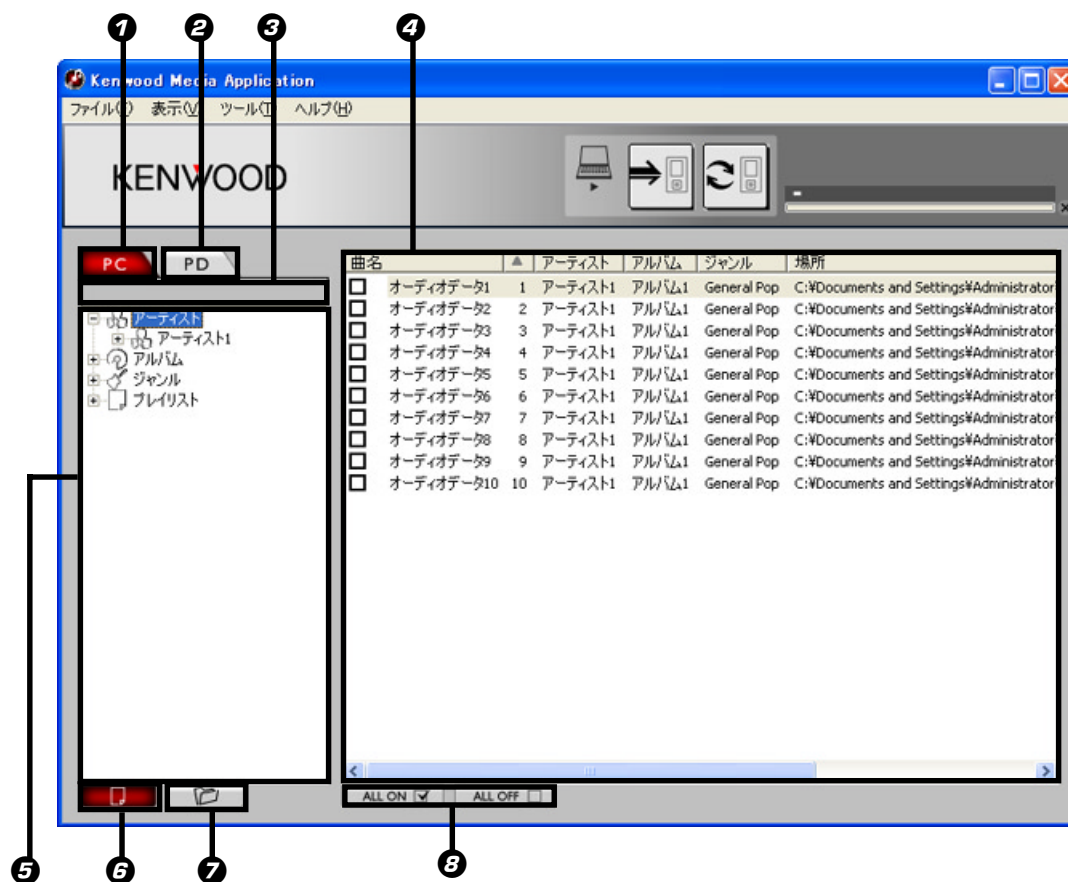 1 2 3 4
Kenwood Media Application
ファイル(F) 表示(V) ツール(T) ヘルプ(H)
KENWOOD
PC PD
曲名 アーティスト アルバム ジャンル 場所
オーディオデータ1 1 アーティスト1 アルバム1 General Pop C:¥Documents and Settings¥Administrator
オーディオデータ2 2 アーティスト1 アルバム1 General Pop C:¥Documents and Settings¥Administrator
オーディオデータ3 3 アーティスト1 アルバム1 General Pop C:¥Documents and Settings¥Administrator
オーディオデータ4 4 アーティスト1 アルバム1 General Pop C:¥Documents and Settings¥Administrator
オーディオデータ5 5 アーティスト1 アルバム1 General Pop C:¥Documents and Settings¥Administrator
オーディオデータ6 6 アーティスト1 アルバム1 General Pop C:¥Documents and Settings¥Administrator
オーディオデータ7 7 アーティスト1 アルバム1 General Pop C:¥Documents and Settings¥Administrator
オーディオデータ8 8 アーティスト1 アルバム1 General Pop C:¥Documents and Settings¥Administrator
オーディオデータ9 9 アーティスト1 アルバム1 General Pop C:¥Documents and Settings¥Administrator
オーディオデータ10 10 アーティスト1 アルバム1 General Pop C:¥Documents and Settings¥Administrator
アーティスト
アーティスト1
アルバム
ジャンル
プレイリスト
ALL ON ALL OFF
5 6 7 8